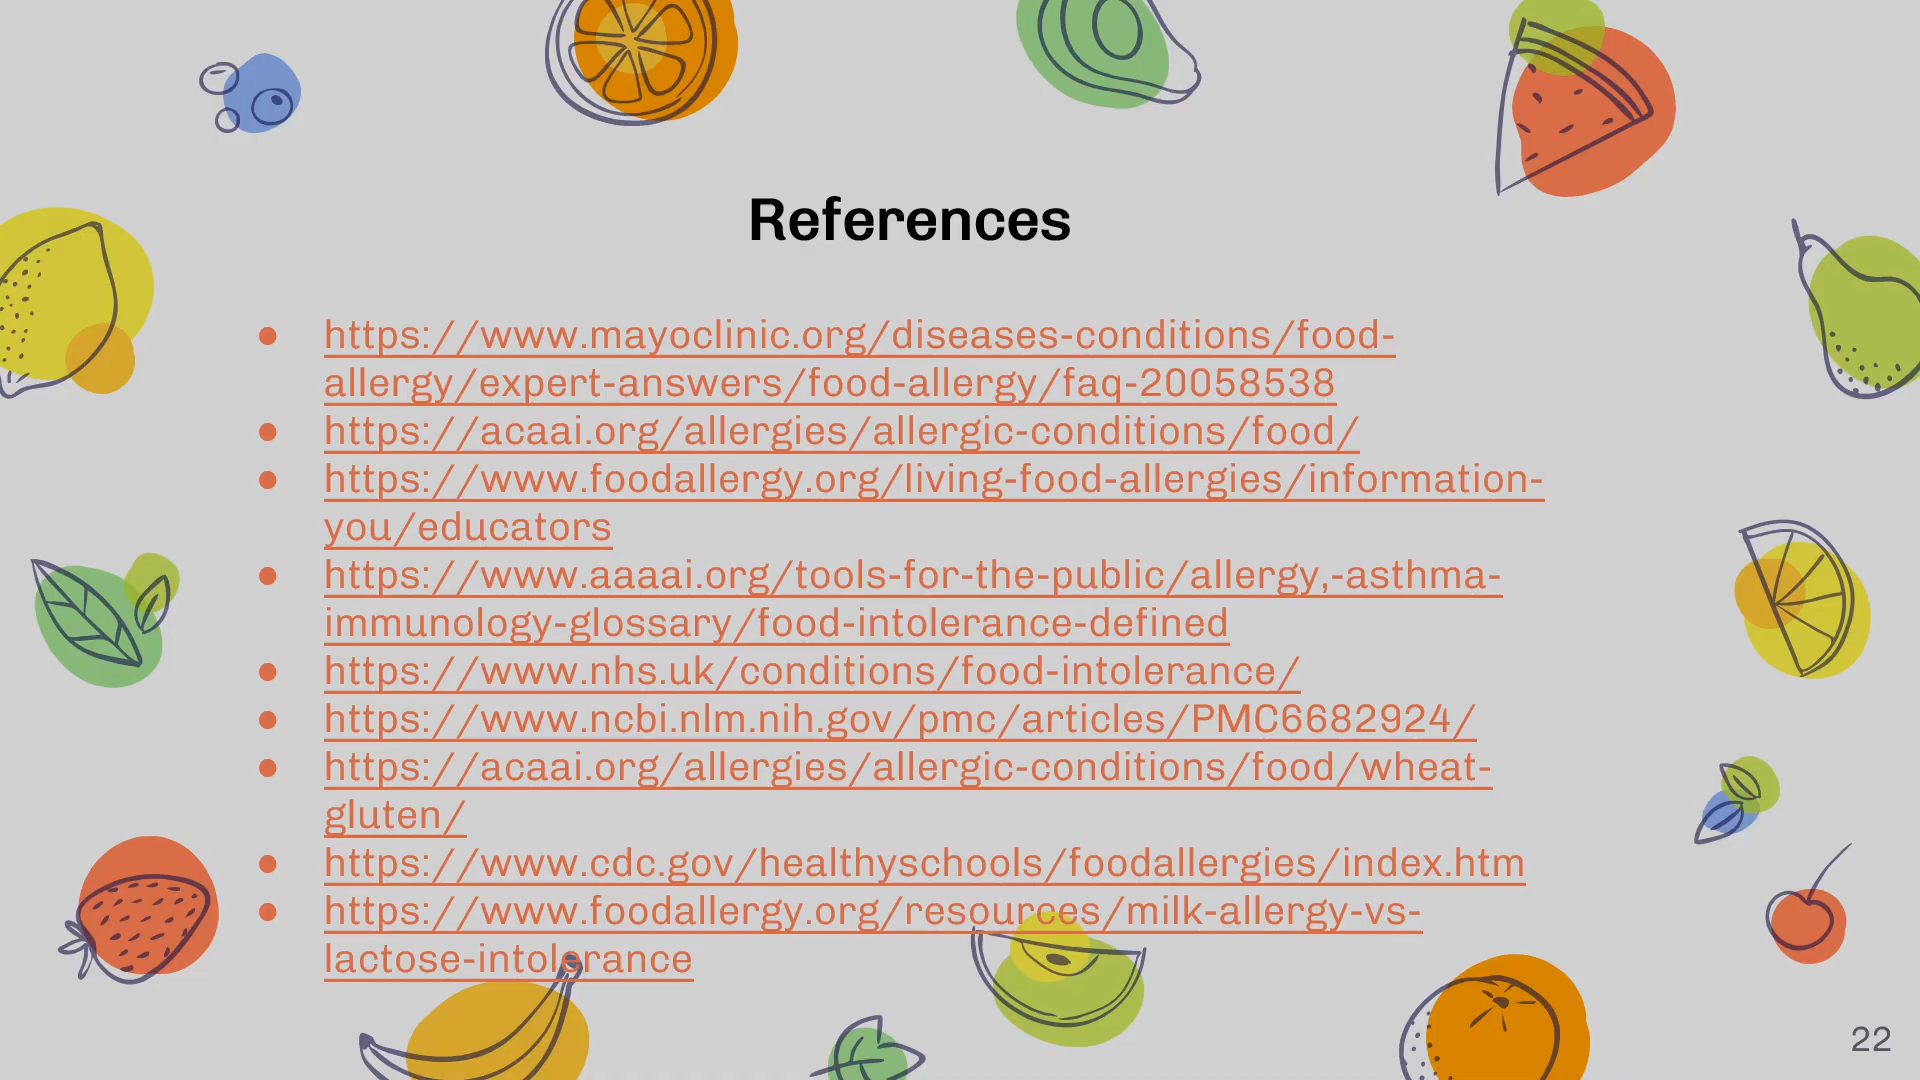 References
● https://www.mayoclinic.org/diseases-conditions/food-
allergy/expert-answers/food-allergy/faq-20058538
● https://acaai.org/allergies/allergic-conditions/food/
● https://www.foodallergy.org/living-food-allergies/information-
you/educators
● https://www.aaaai.org/tools-for-the-public/allergy,-asthma-
immunology-glossary/food-intolerance-defined
● https://www.nhs.uk/conditions/food-intolerance/
● https://www.ncbi.nlm.nih.gov/pmc/articles/PMC6682924/
● https://acaai.org/allergies/allergic-conditions/food/wheat-
gluten/
● https://www.cdc.gov/healthyschools/foodallergies/index.htm
● https://www.foodallergy.org/resources/milk-allergy-vs-
lactose-intolerance
22